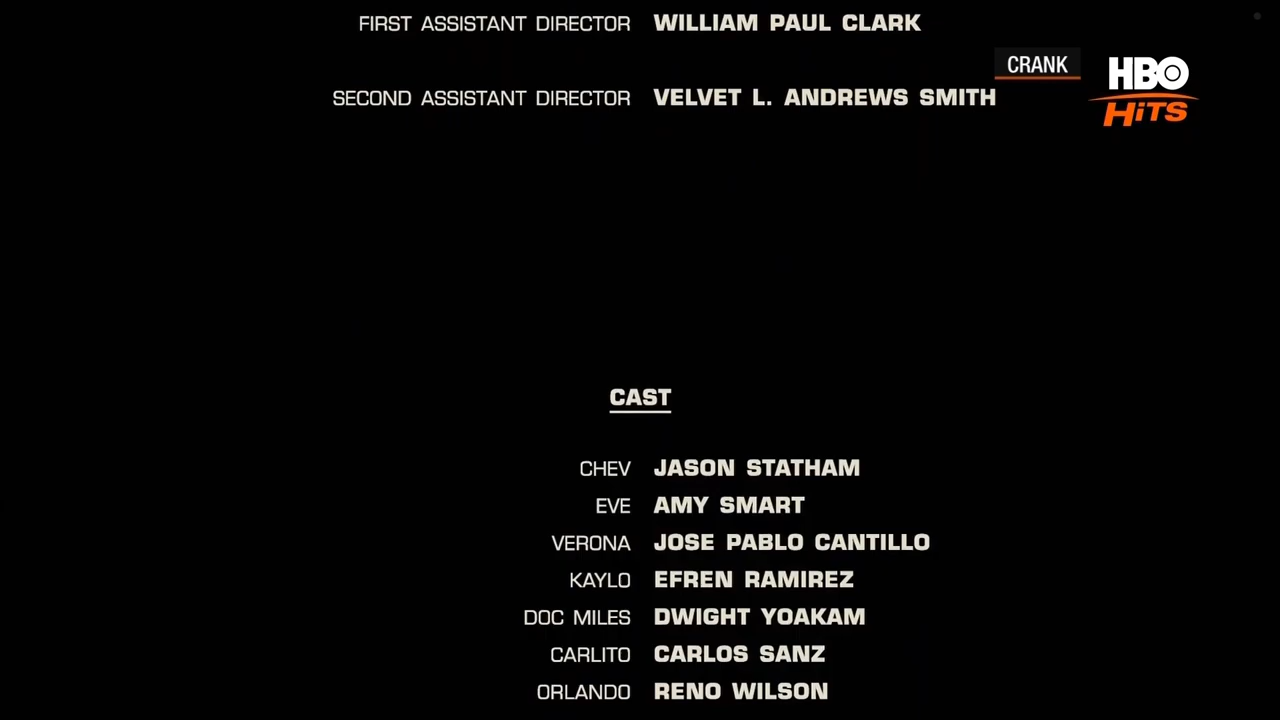 FIRST ASSISTANT DIRECTOR WILLIAM PAUL CLARK
CRANK
HBO
HiTS
SECOND ASSISTANT DIRECTOR VELVET L. ANDREWS SMITH
CAST
CHEV JASON STATHAM
EVE AMY SMART
VERONA JOSE PABLO CANTILLO
KAYLO EFREN RAMIREZ
DOC MILES DWIGHT YOAKAM
CARLITO CARLOS SANZ
ORLANDO RENO WILSON